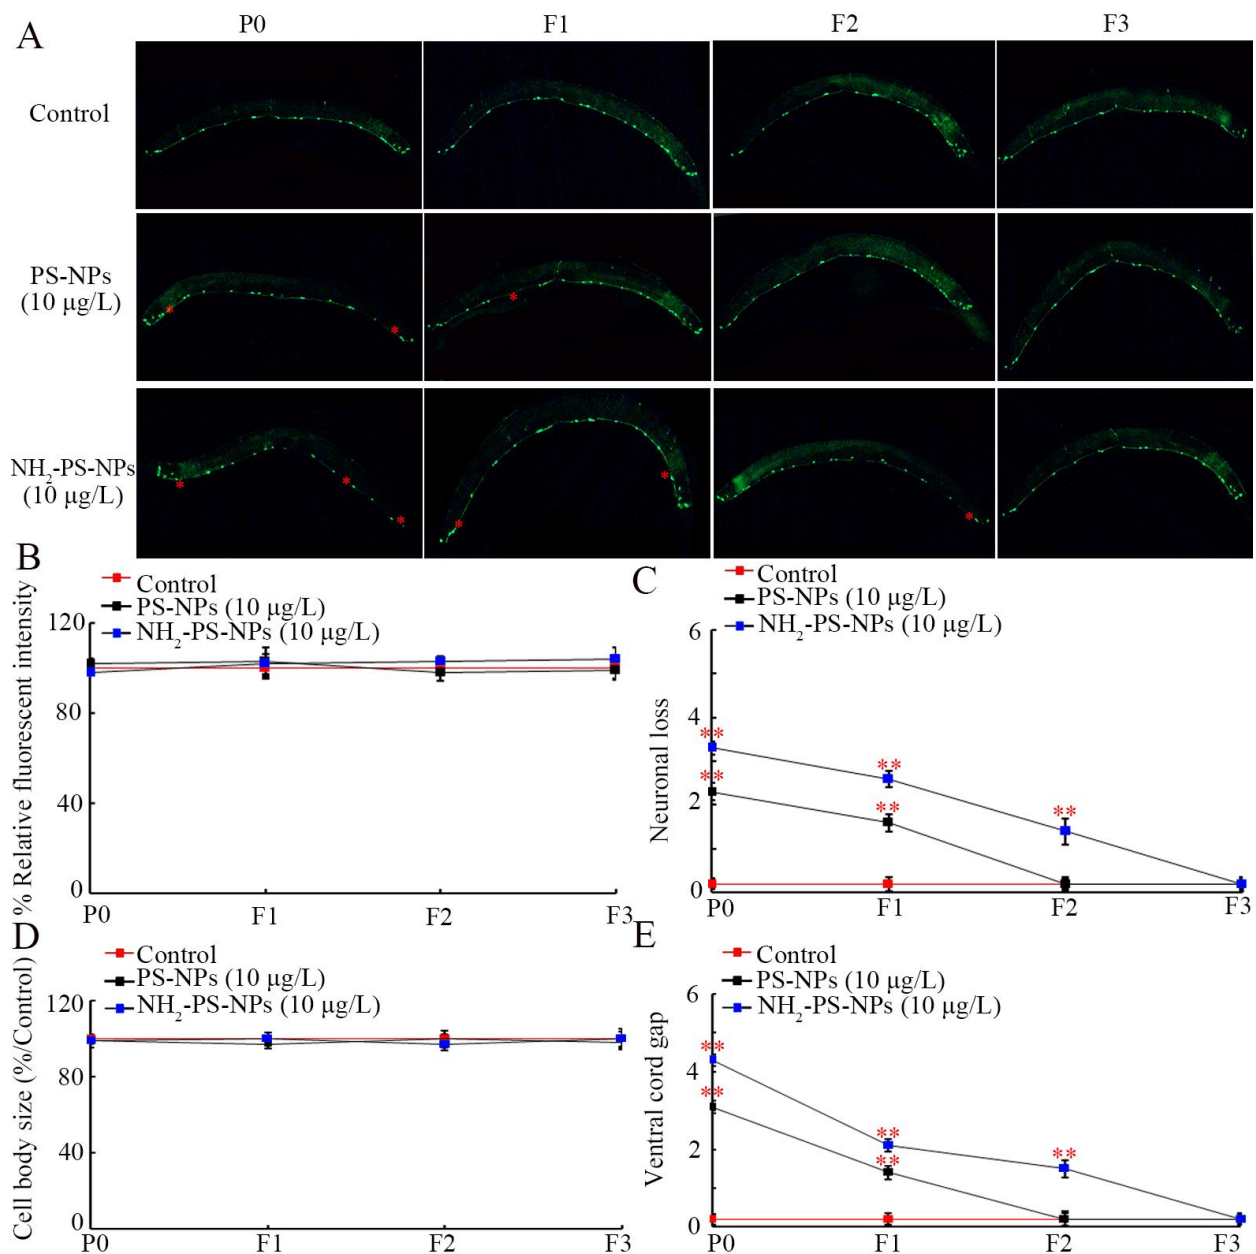 A
P0 F1 F2 F3
Control
PS-NPs
(10 μg/L)
NH2-PS-NPs
(10 μg/L)
* * *
* * * * * *
B
Control
PS-NPs (10 μg/L)
NH2-PS-NPs (10 μg/L)
% Relative fluorescent intensity
120
80
40
0
P0 F1 F2 F3
C
Control
PS-NPs (10 μg/L)
NH2-PS-NPs (10 μg/L)
Neuronal loss
6
4
2
0
** ** **
** **
P0 F1 F2 F3
D
Control
PS-NPs (10 μg/L)
NH2-PS-NPs (10 μg/L)
Cell body size (%/Control)
120
80
40
0
P0 F1 F2 F3
E
Control
PS-NPs (10 μg/L)
NH2-PS-NPs (10 μg/L)
Ventral cord gap
6
4
2
0
** ** **
** **
P0 F1 F2 F3